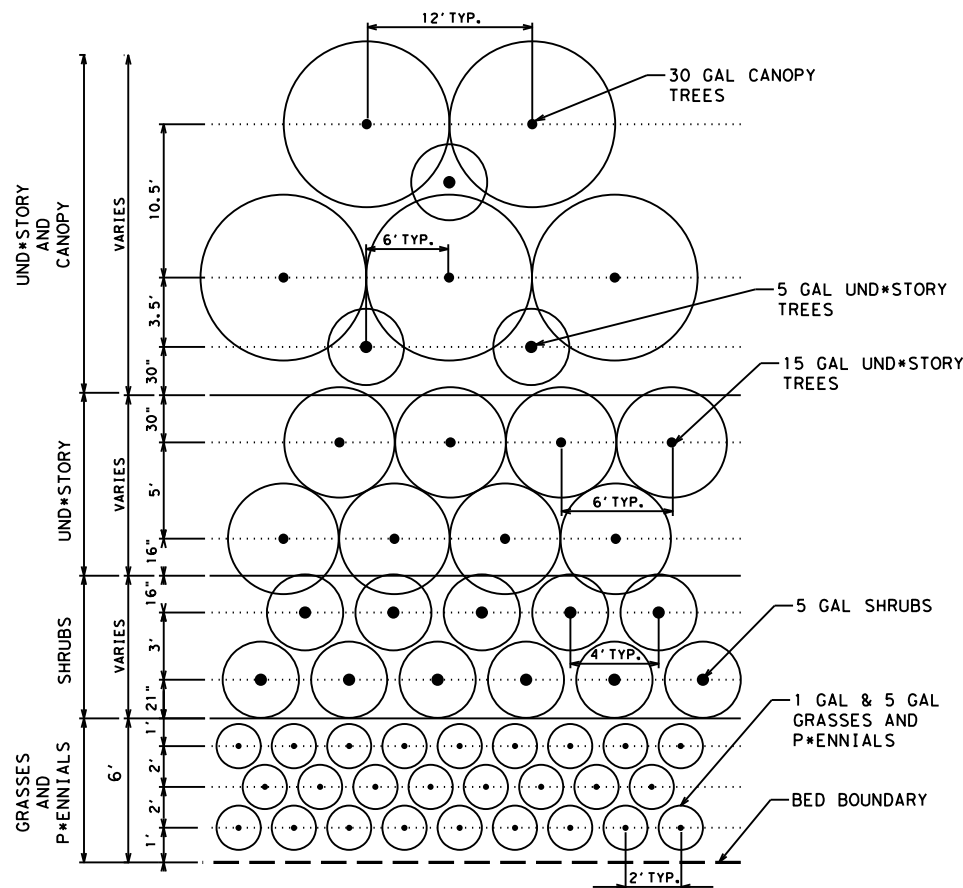 12' TYP.
30 GAL CANOPY
TREES
UND*STORY
AND
CANOPY
VARIES
10.5'
6' TYP.
3.5'
5 GAL UND*STORY
TREES
30"
15 GAL UND*STORY
TREES
UND*STORY
VARIES
30"
5'
6' TYP.
16"
SHRUBS
VARIES
16"
5 GAL SHRUBS
3'
4' TYP.
21"
1 GAL & 5 GAL
GRASSES AND
P*ENNIALS
GRASSES
AND
P*ENNIALS
6'
1'
2'
2'
1'
BED BOUNDARY
2' TYP.